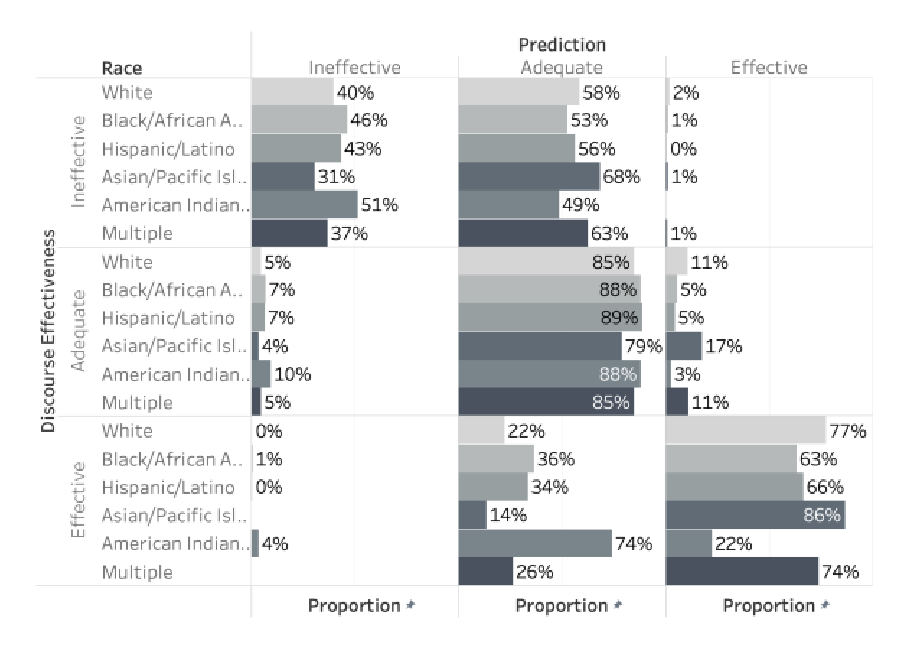 Prediction
Race Ineffective Adequate Effective
Discourse Effectiveness
Ineffective
White 40% 58% 2%
Black/African A.. 46% 53% 1%
Hispanic/Latino 43% 56% 0%
Asian/Pacific Isl.. 31% 68% 1%
American Indian.. 51% 49%
Multiple 37% 63% 1%
Adequate
White 5% 85% 11%
Black/African A.. 7% 88% 5%
Hispanic/Latino 7% 89% 5%
Asian/Pacific Isl.. 4% 79% 17%
American Indian.. 10% 88% 3%
Multiple 5% 85% 11%
Effective
White 0% 22% 77%
Black/African A.. 1% 36% 63%
Hispanic/Latino 0% 34% 66%
Asian/Pacific Isl.. 14% 86%
American Indian.. 4% 74% 22%
Multiple 26% 74%
Proportion Proportion Proportion